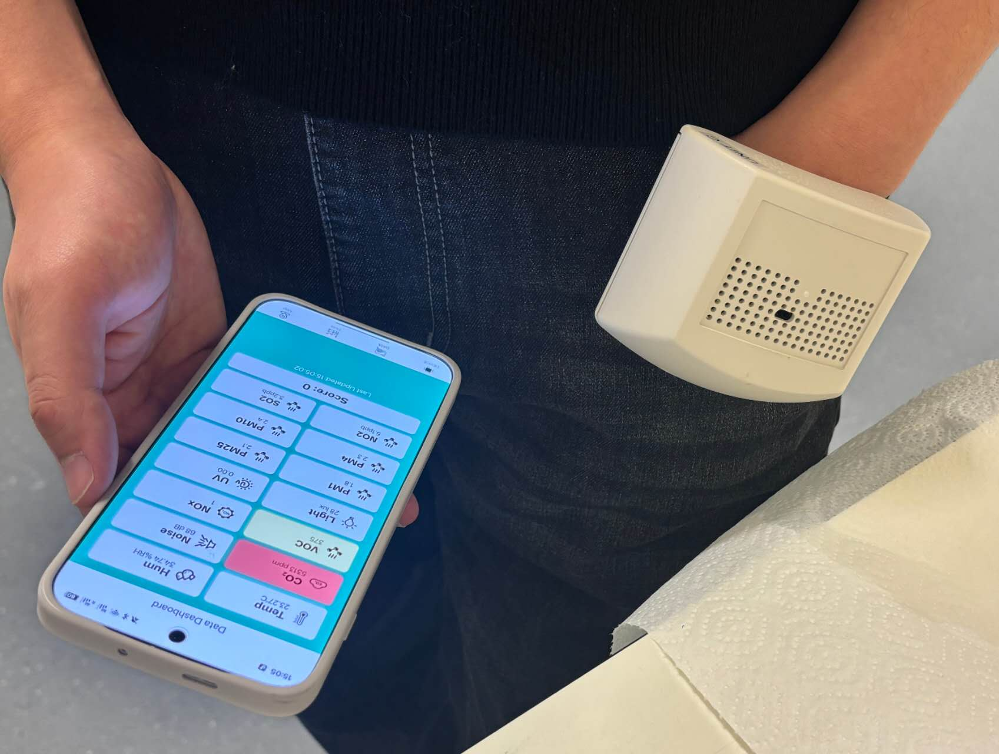 15:05
Data Dashboard
Temp
23.27°C
Hum
34.74 %RH
CO₂
5313 ppm
Noise
68 dB
VOC
375
NOx
1
Light
28 lux
UV
0.00
PM1
1.8
PM25
2.1
PM4
2.3
PM10
2.4
NO2
5.1ppb
SO2
5.2ppb
Score: 0
Last Updated:15:05:02
DATA